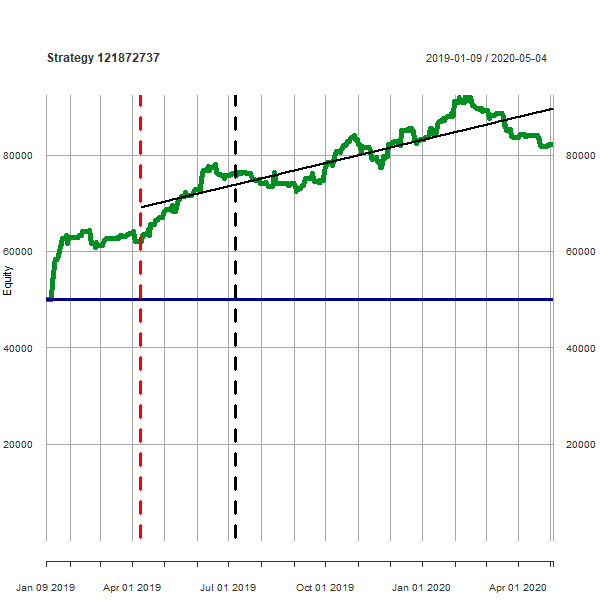 Strategy 121872737
2019-01-09 / 2020-05-04
80000
80000
60000
60000
Equity
40000
40000
20000
20000
Jan 09 2019
Apr 01 2019
Jul 01 2019
Oct 01 2019
Jan 01 2020
Apr 01 2020